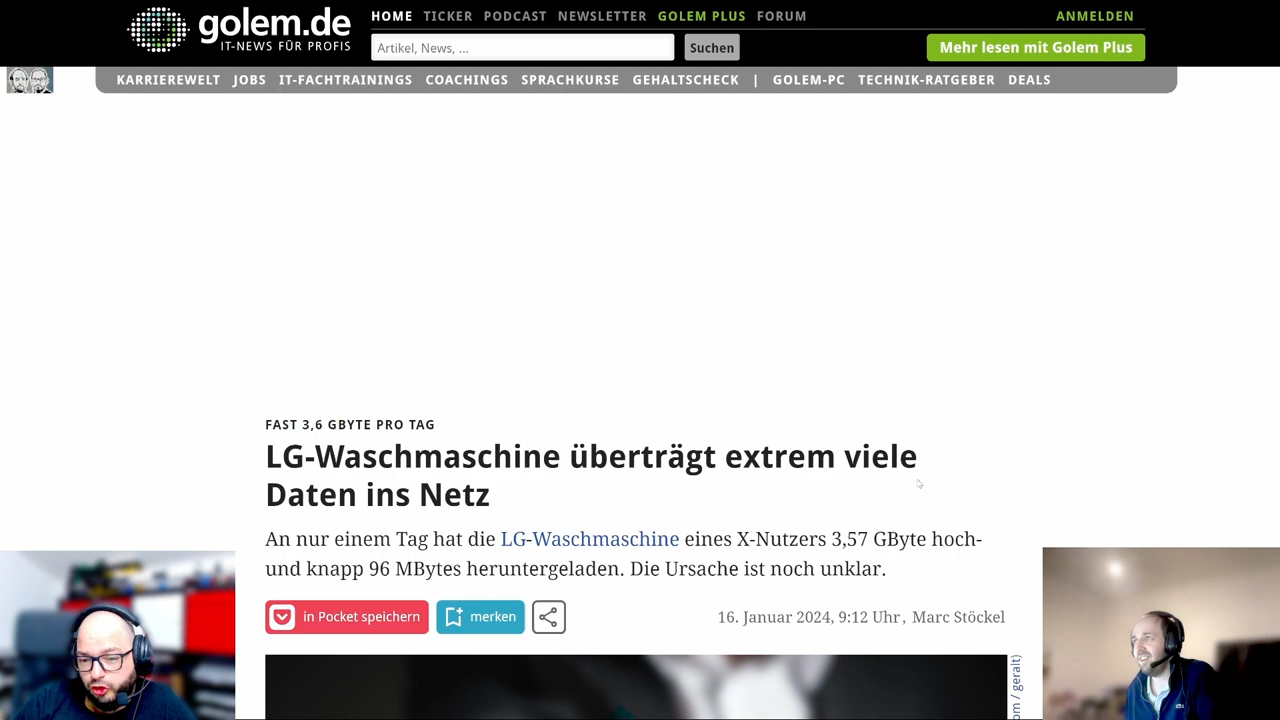 golem.de
IT-NEWS FÜR PROFIS
HOME TICKER PODCAST NEWSLETTER GOLEM PLUS FORUM
ANMELDEN
Artikel, News, ...
Suchen
Mehr lesen mit Golem Plus
KARRIEREWELT JOBS IT-FACHTRAININGS COACHINGS SPRACHKURSE GEHALTSCHECK | GOLEM-PC TECHNIK-RATGEBER DEALS
FAST 3,6 GBYTE PRO TAG
LG-Waschmaschine überträgt extrem viele
Daten ins Netz
An nur einem Tag hat die LG-Waschmaschine eines X-Nutzers 3,57 GByte hoch-
und knapp 96 MBytes heruntergeladen. Die Ursache ist noch unklar.
in Pocket speichern
merken
16. Januar 2024, 9:12 Uhr, Marc Stöckel
om / geralt)